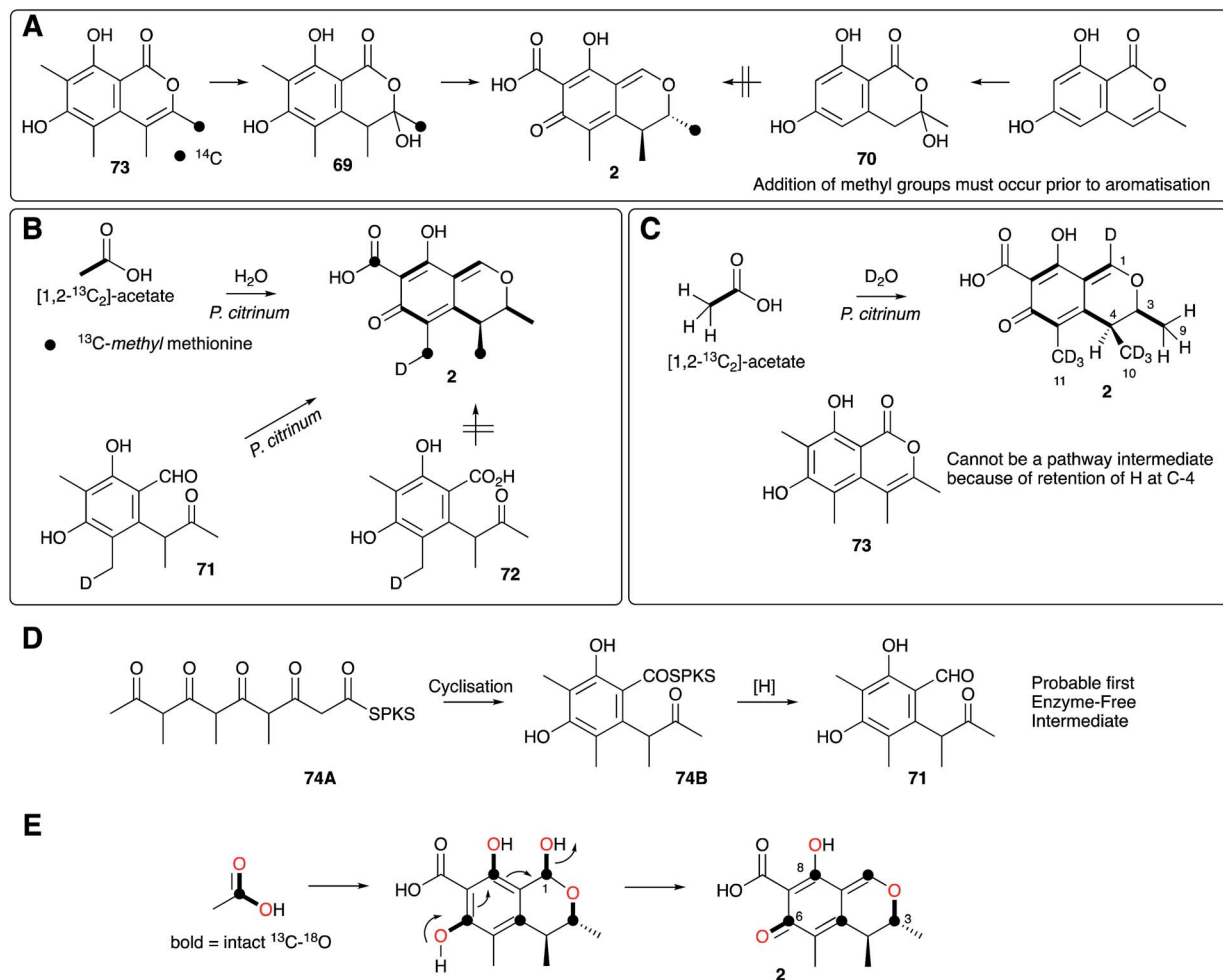 A
OH
O
O
HO
73
¹⁴C
OH
O
O
HO
OH
69
O
OH
HO
O
O
2
OH
O
O
HO
OH
70
OH
O
O
HO
Addition of methyl groups must occur prior to aromatisation
B
O
OH
[1,2-¹³C₂]-acetate
¹³C-methyl methionine
H₂O
P. citrinum
O
OH
HO
O
O
D
2
OH
CHO
O
HO
D
71
P. citrinum
OH
CO₂H
O
HO
D
72
C
H
H
H
O
OH
[1,2-¹³C₂]-acetate
D₂O
P. citrinum
O
OH
D
HO
1
O
O
4
3
H
9
H
H
CD₃
H
CD₃
11
10
2
OH
O
O
HO
73
Cannot be a pathway intermediate
because of retention of H at C-4
D
O
O
O
O
O
SPKS
74A
Cyclisation
OH
COSPKS
O
HO
74B
[H]
OH
CHO
O
HO
71
Probable first
Enzyme-Free
Intermediate
E
O
OH
bold = intact ¹³C-¹⁸O
O
OH
OH
HO
1
O
O
H
O
OH
8
HO
O
6
3
O
2